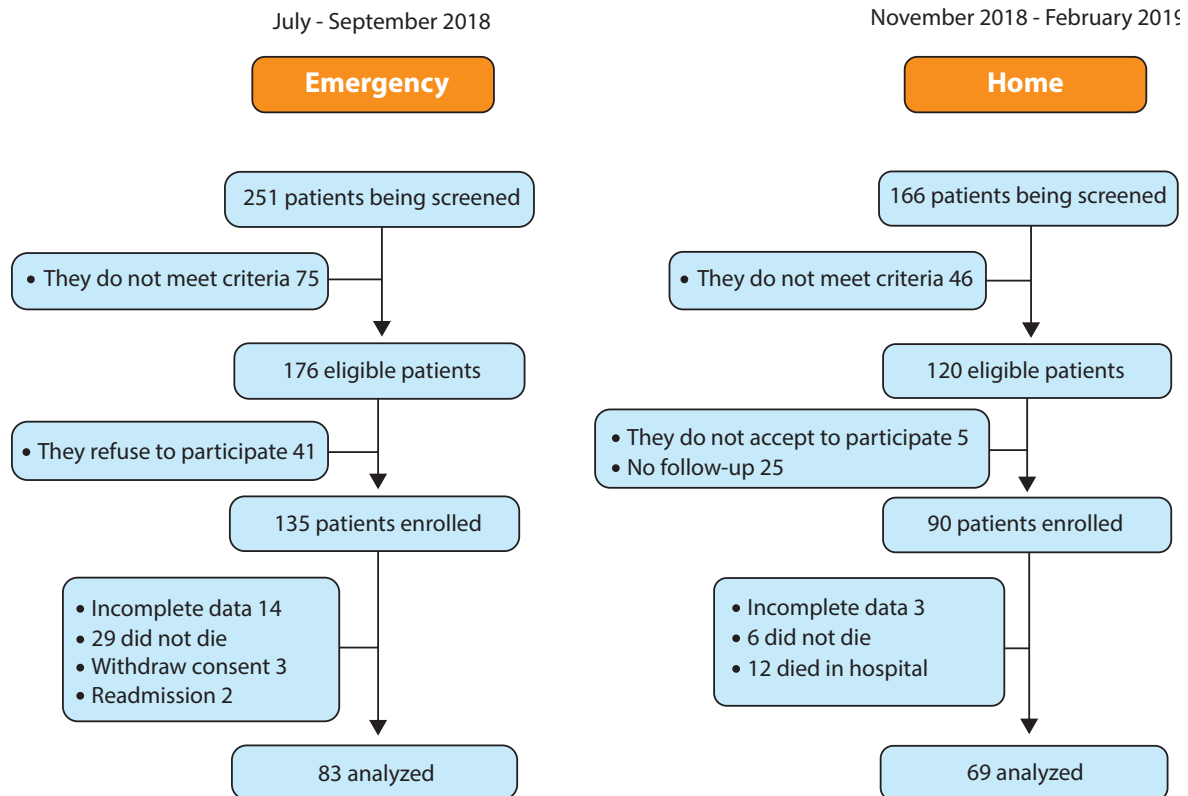 July - September 2018
Emergency
251 patients being screened
• They do not meet criteria 75
176 eligible patients
• They refuse to participate 41
135 patients enrolled
• Incomplete data 14
• 29 did not die
• Withdraw consent 3
• Readmission 2
83 analyzed
November 2018 - February 2019
Home
166 patients being screened
• They do not meet criteria 46
120 eligible patients
• They do not accept to participate 5
• No follow-up 25
90 patients enrolled
• Incomplete data 3
• 6 did not die
• 12 died in hospital
69 analyzed